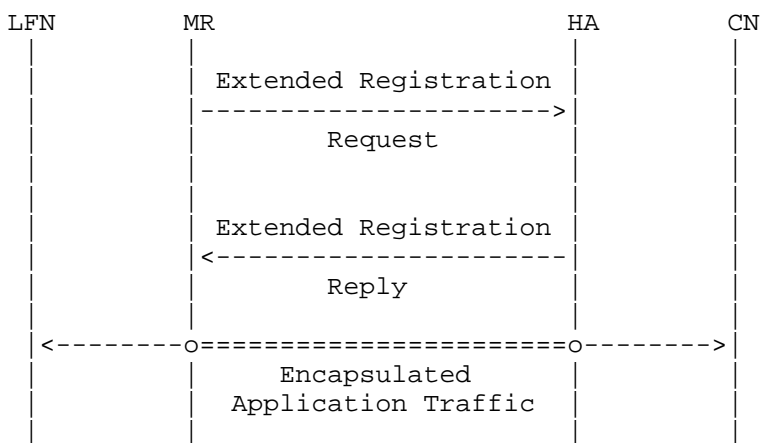 LFN MR HA CN
Extended Registration
Request
Extended Registration
Reply
Encapsulated
Application Traffic